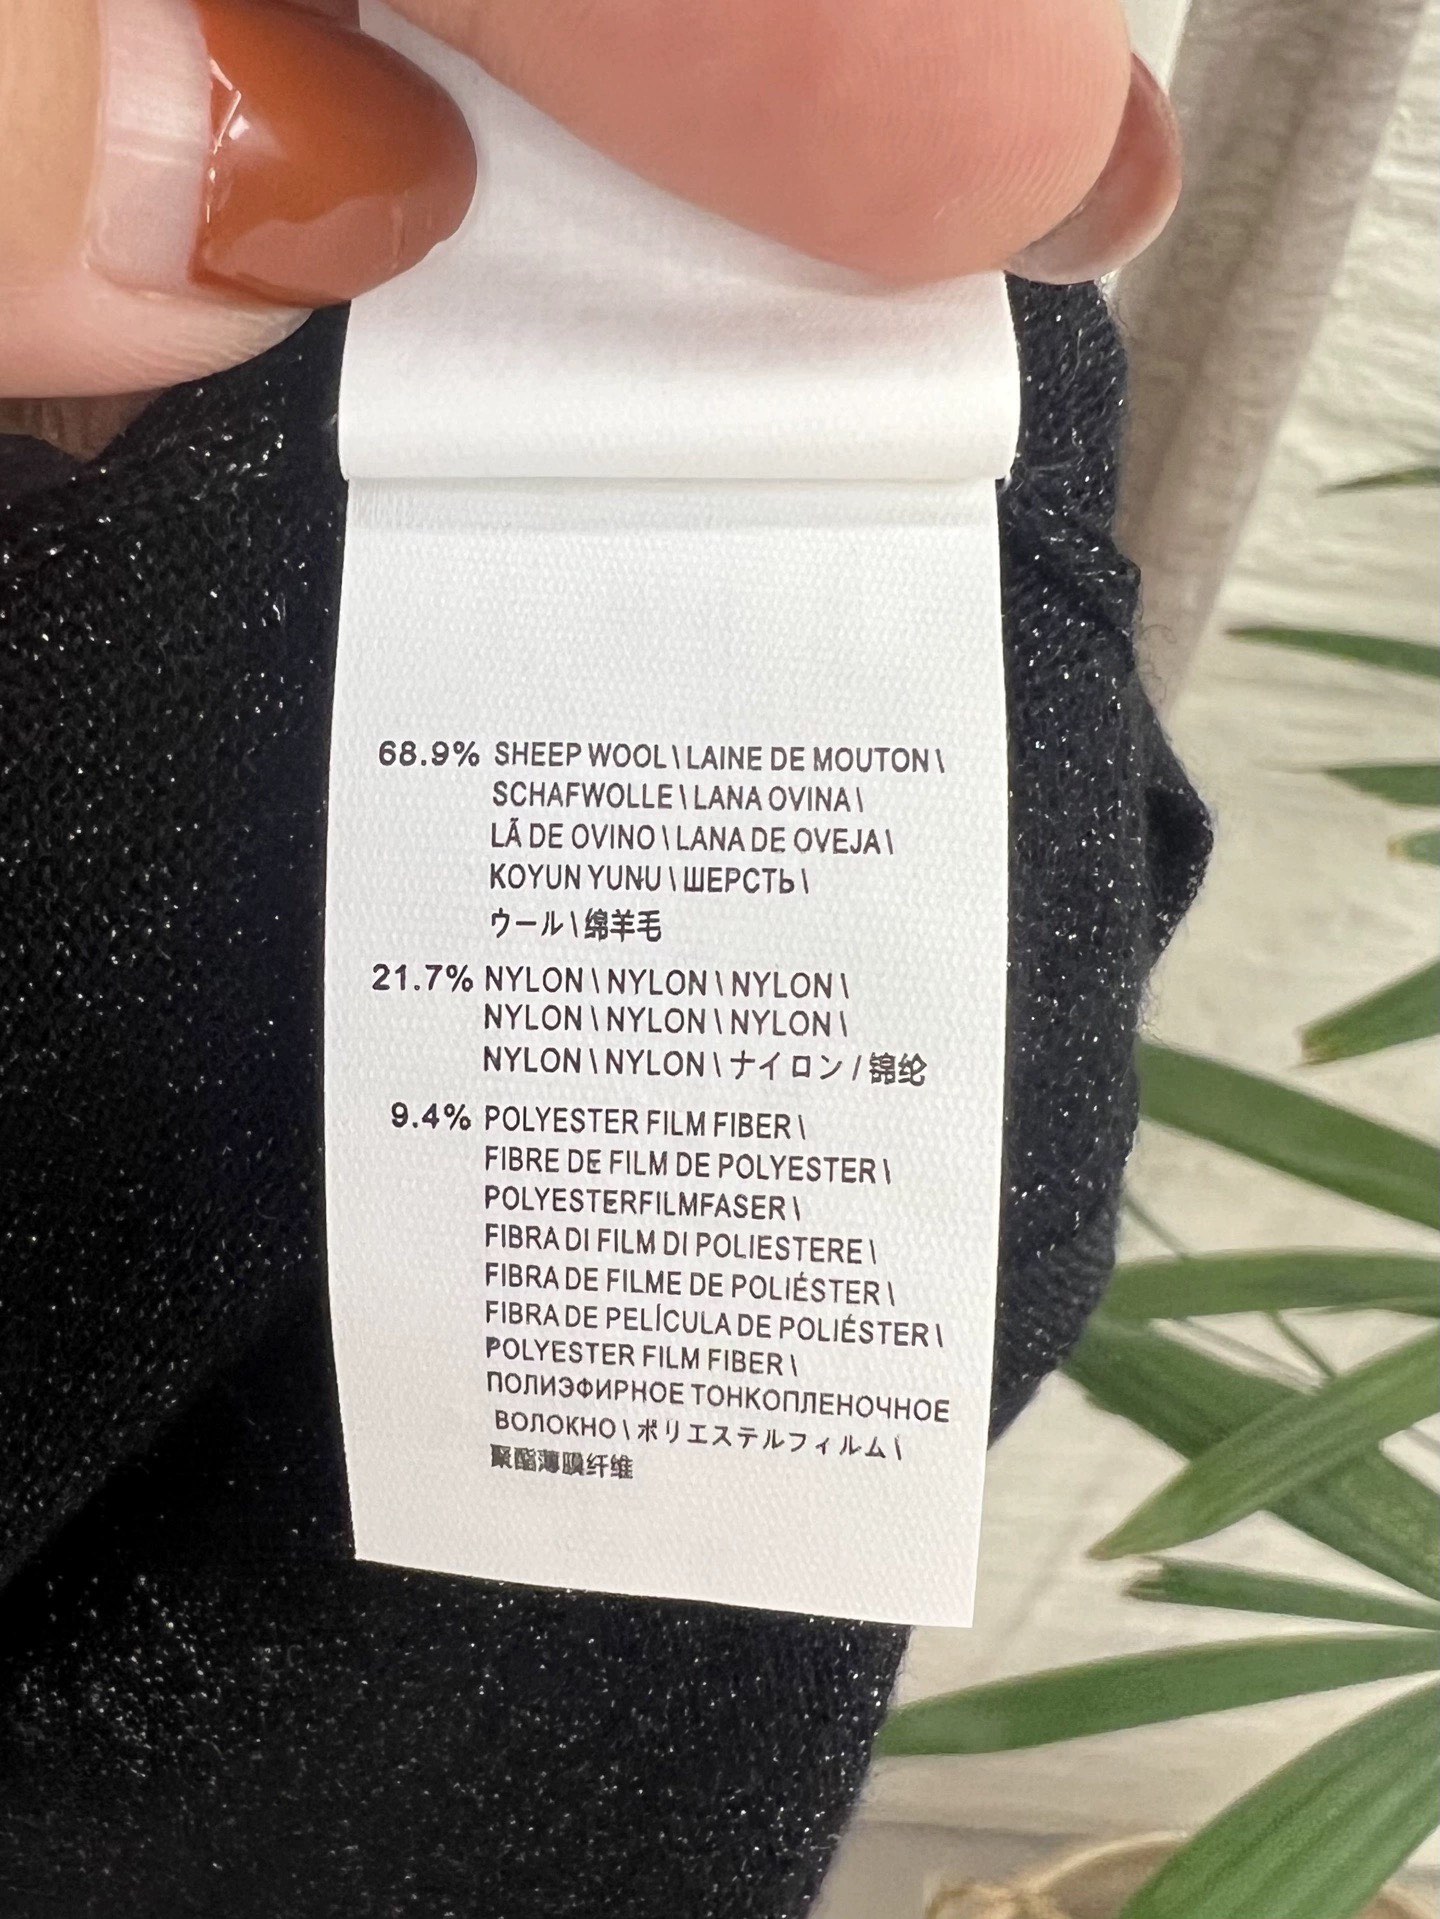 68.9% SHEEP WOOL \ LAINE DE MOUTON \
SCHAFWOLLE \ LANA OVINA \
LÃ DE OVINO \ LANA DE OVEJA \
KOYUN YUNU \ ШЕРСТЬ \
ウール \ 绵羊毛
21.7% NYLON \ NYLON \ NYLON \
NYLON \ NYLON \ NYLON \
NYLON \ NYLON \ ナイロン / 锦纶
9.4% POLYESTER FILM FIBER \
FIBRE DE FILM DE POLYESTER \
POLYESTERFILMFASER \
FIBRA DI FILM DI POLIESTERE \
FIBRA DE FILME DE POLIÉSTER \
FIBRA DE PELÍCULA DE POLIÉSTER \
POLYESTER FILM FIBER \
ПОЛИЭФИРНОЕ ТОНКОПЛЕНОЧНОЕ
ВОЛОКНО \ ポリエステルフィルム \
聚酯薄膜纤维